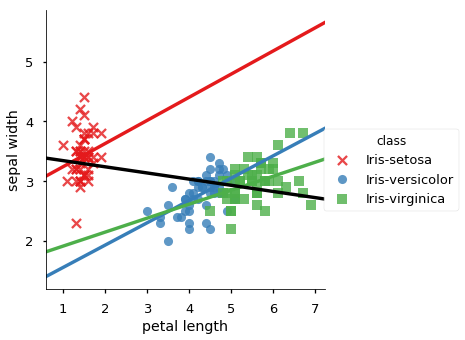 sepal width
5
4
3
2
1
2
3
4
5
6
7
petal length
class
Iris-setosa
Iris-versicolor
Iris-virginica